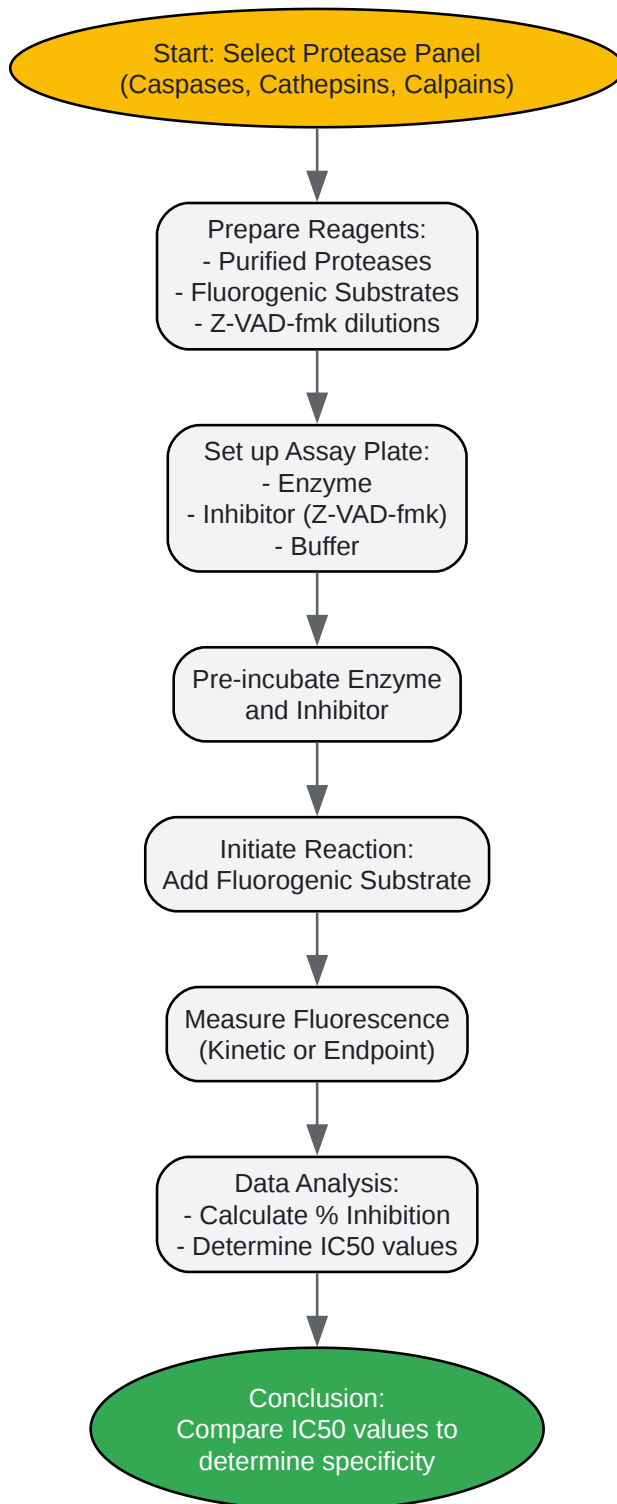 Start: Select Protease Panel
(Caspases, Cathepsins, Calpains)
Prepare Reagents:
- Purified Proteases
- Fluorogenic Substrates
- Z-VAD-fmk dilutions
Set up Assay Plate:
- Enzyme
- Inhibitor (Z-VAD-fmk)
- Buffer
Pre-incubate Enzyme
and Inhibitor
Initiate Reaction:
Add Fluorogenic Substrate
Measure Fluorescence
(Kinetic or Endpoint)
Data Analysis:
- Calculate % Inhibition
- Determine IC50 values
Conclusion:
Compare IC50 values to
determine specificity